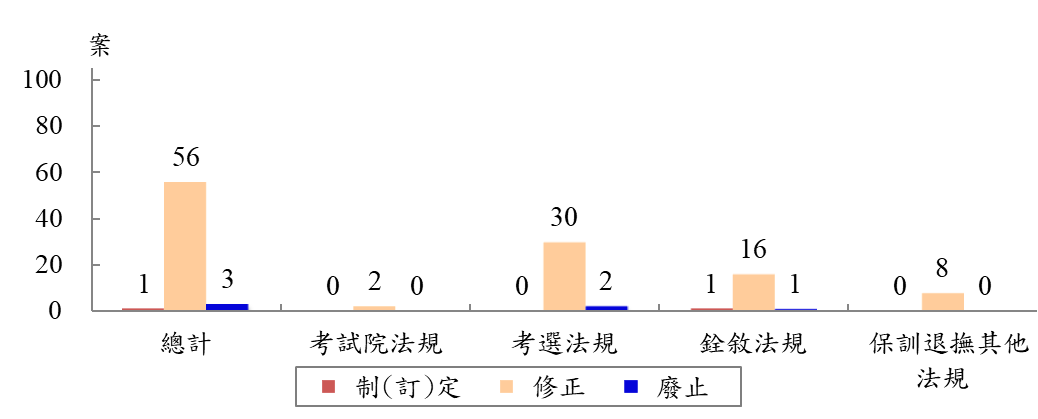 案
100
80
60
40
20
0
1 56 3
0 2 0
0 30 2
1 16 1
0 8 0
總計
考試院法規
考選法規
銓敘法規
保訓退撫其他
法規
制(訂)定 修正 廢止